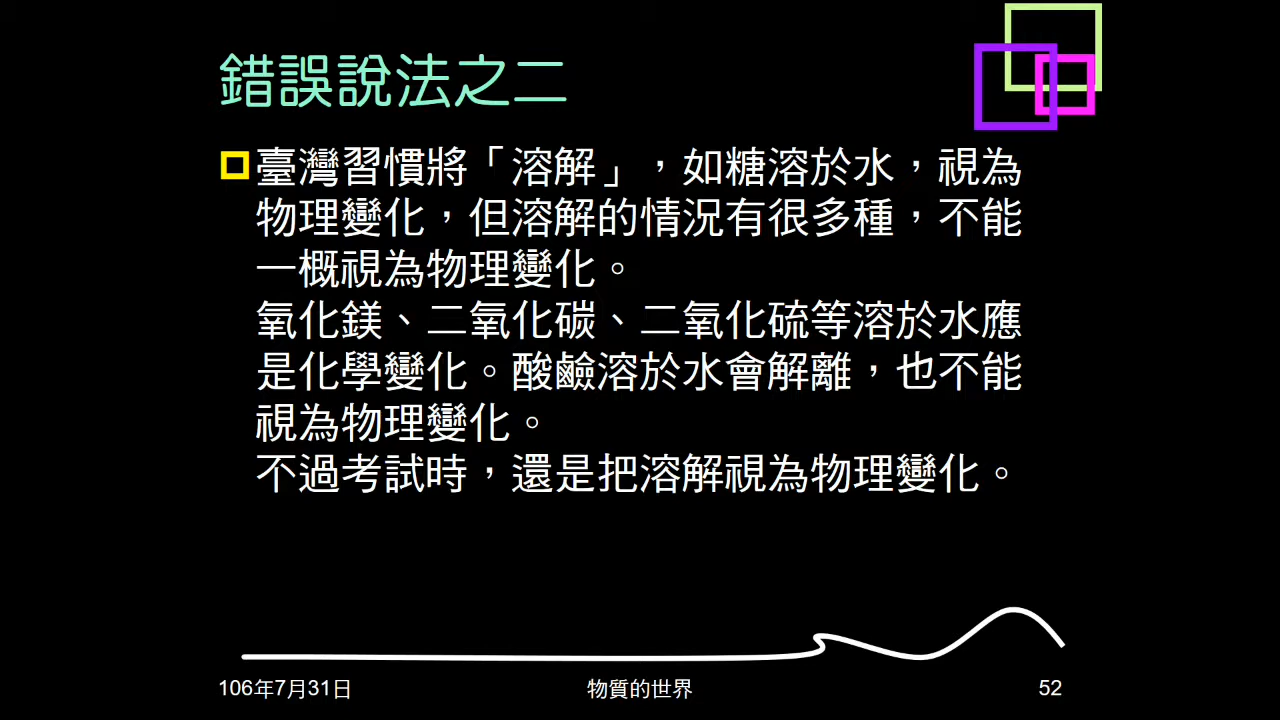 錯誤說法之二
臺灣習慣將「溶解」，如糖溶於水，視為
物理變化，但溶解的情況有很多種，不能
一概視為物理變化。
氧化鎂、二氧化碳、二氧化硫等溶於水應
是化學變化。酸鹼溶於水會解離，也不能
視為物理變化。
不過考試時，還是把溶解視為物理變化。
106年7月31日
物質的世界
52